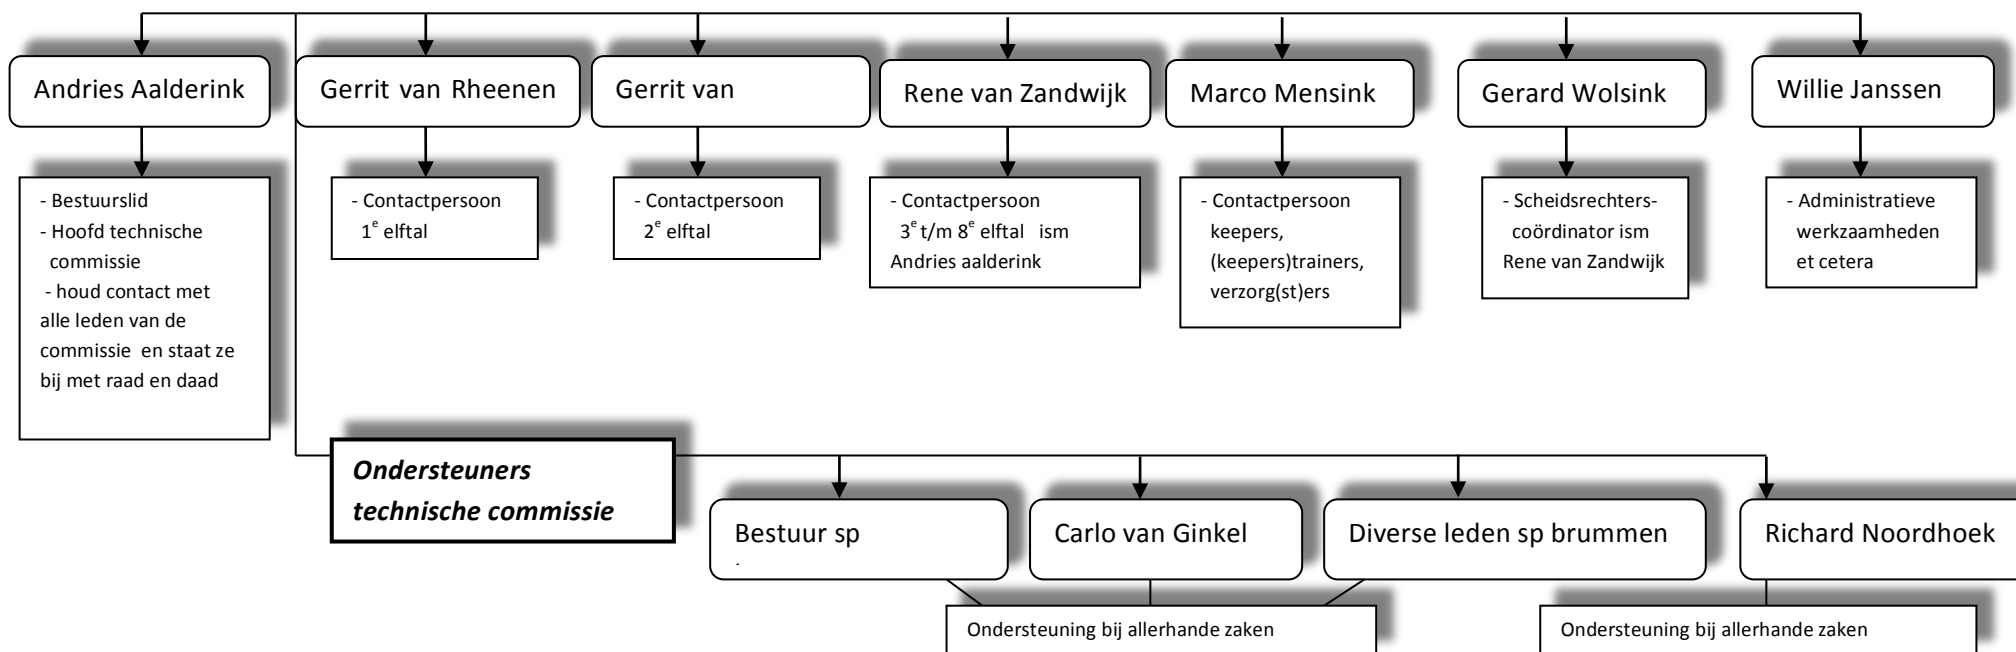 Andries Aalderink
Gerrit van Rheenen
Gerrit van
Rene van Zandwijk
Marco Mensink
Gerard Wolsink
Willie Janssen
- Bestuurslid
- Hoofd technische
commissie
- houd contact met
alle leden van de
commissie en staat ze
bij met raad en daad
- Contactpersoon
1e elftal
- Contactpersoon
2e elftal
- Contactpersoon
3e t/m 8e elftal ism
Andries aalderink
- Contactpersoon
keepers,
(keepers)trainers,
verzorg(st)ers
- Scheidsrechters-
coördinator ism
Rene van Zandwijk
- Administratieve
werkzaamheden
et cetera
Ondersteuners
technische commissie
Bestuur sp
Carlo van Ginkel
Diverse leden sp brummen
Richard Noordhoek
Ondersteuning bij allerhande zaken
Ondersteuning bij allerhande zaken